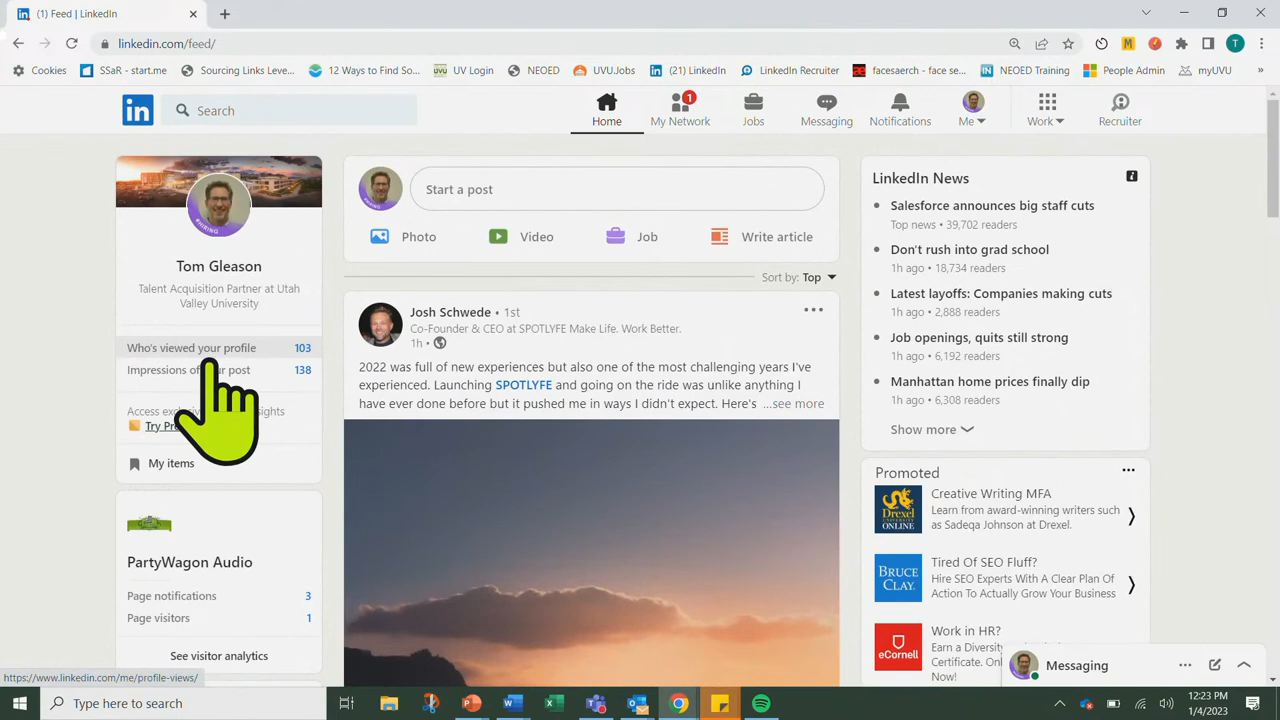 (1) Feed | LinkedIn
linkedin.com/feed/
Cookies
SSaR - start.me
Sourcing Links Leve...
12 Ways to Find So...
UV Login
NEOED
UVU.Jobs
(21) LinkedIn
LinkedIn Recruiter
facesaerch - face se...
NEOED Training
People Admin
myUVU
»
in
Search
Home
1
My Network
Jobs
Messaging
Notifications
Me
Work
Recruiter
#HIRING
Tom Gleason
Talent Acquisition Partner at Utah
Valley University
Who's viewed your profile 103
Impressions of your post 138
Access exclusive insights
Try Pre
My items
PartyWagon Audio
Page notifications 3
Page visitors 1
See visitor analytics
Start a post
Photo
Video
Job
Write article
Sort by: Top
Josh Schwede • 1st
Co-Founder & CEO at SPOTLYFE Make Life. Work Better.
1h •
2022 was full of new experiences but also one of the most challenging years I've
experienced. Launching SPOTLYFE and going on the ride was unlike anything I
have ever done before but it pushed me in ways I didn't expect. Here's ...see more
LinkedIn News
Salesforce announces big staff cuts
Top news • 39,702 readers
Don't rush into grad school
1h ago • 18,734 readers
Latest layoffs: Companies making cuts
1h ago • 2,888 readers
Job openings, quits still strong
1h ago • 6,192 readers
Manhattan home prices finally dip
1h ago • 6,308 readers
Show more
Promoted
DREXEL
ONLINE
Creative Writing MFA
Learn from award-winning writers such
as Sadeqa Johnson at Drexel.
BRUCE
CLAY
Tired Of SEO Fluff?
Hire SEO Experts With A Clear Plan Of
Action To Actually Grow Your Business
eCornell
Work in HR?
Earn a Diversity
Certificate.
Messaging
https://www.linkedin.com/me/profile-views/
Type here to search
12:23 PM
1/4/2023